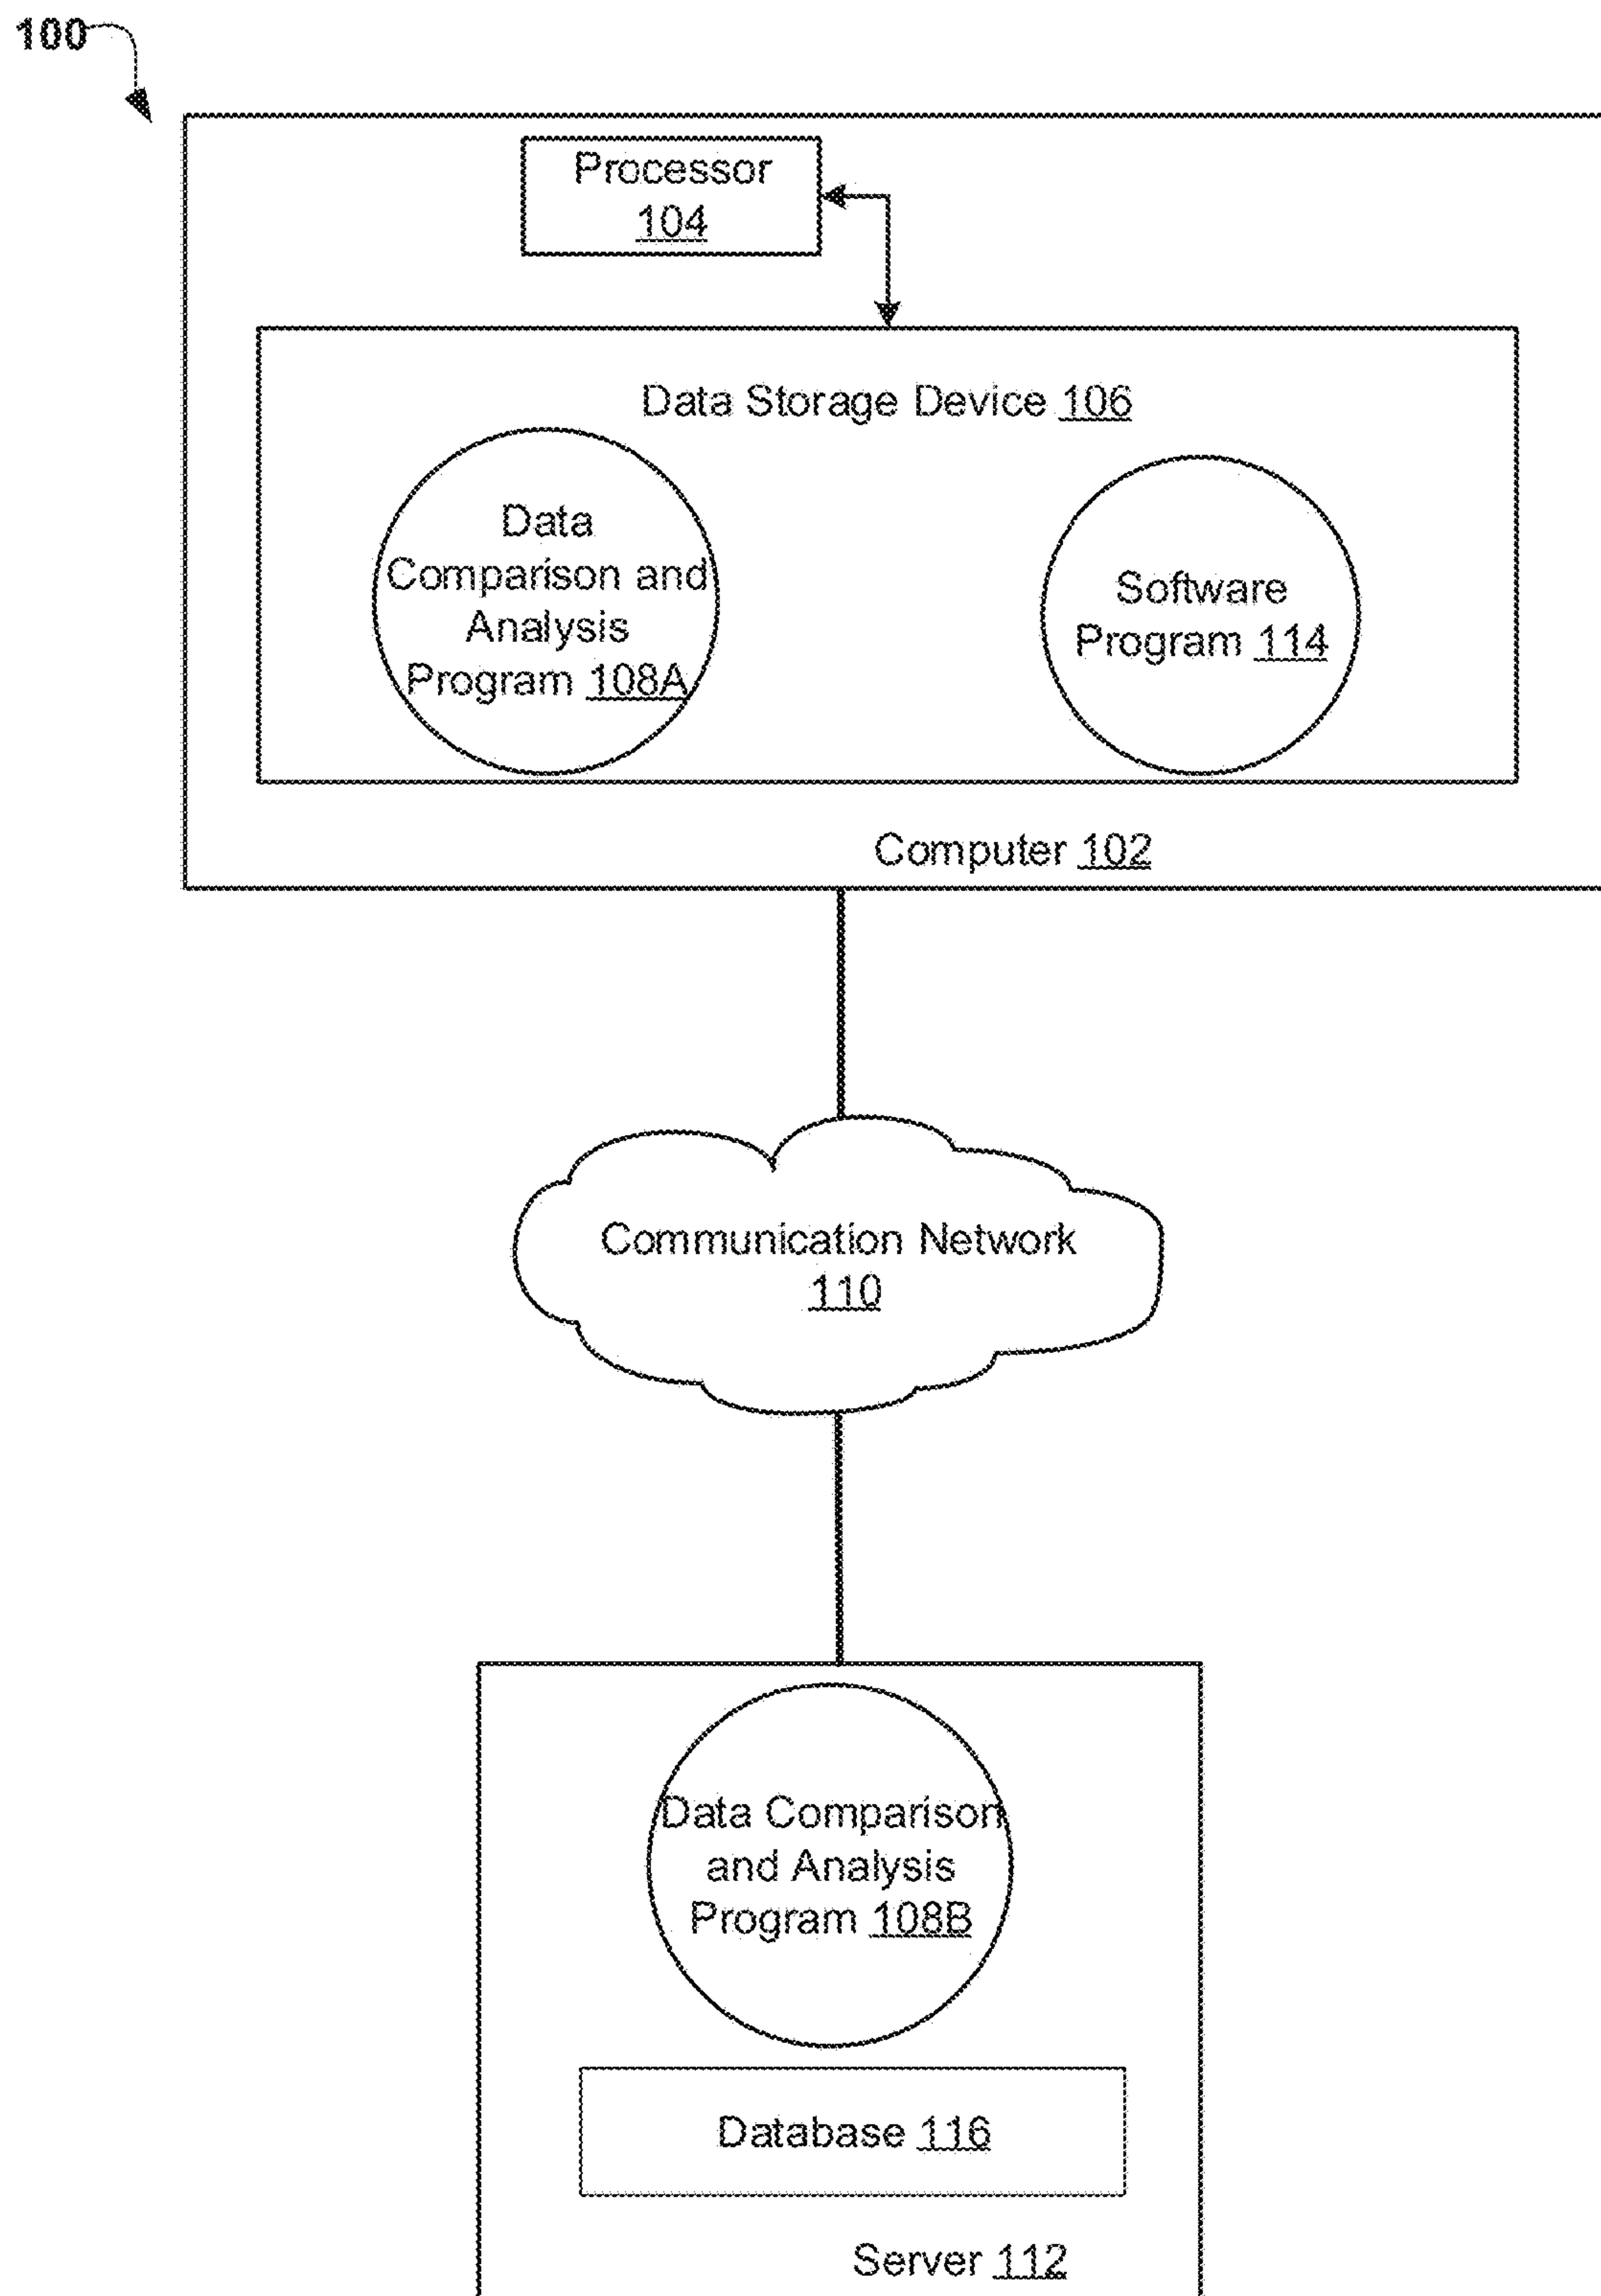 100
Processor
104
Data Storage Device 106
Data
Comparison and
Analysis
Program 108A
Software
Program 114
Computer 102
Communication Network
110
Data Comparison
and Analysis
Program 108B
Database 116
Server 112